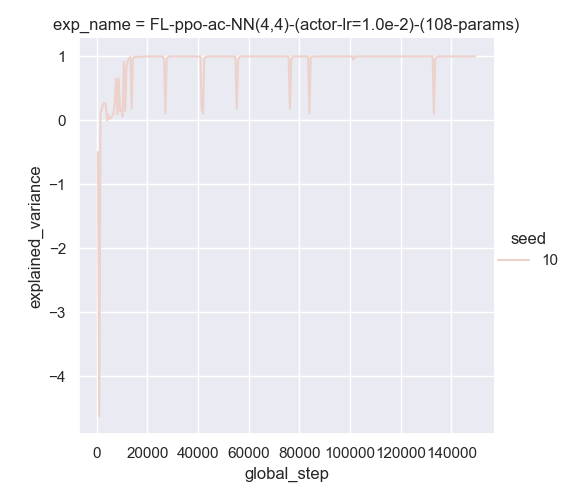 exp_name = FL-ppo-ac-NN(4,4)-(actor-lr=1.0e-2)-(108-params)
1
0
−1
−2
−3
−4
explained_variance
seed
10
0 20000 40000 60000 80000 100000 120000 140000
global_step